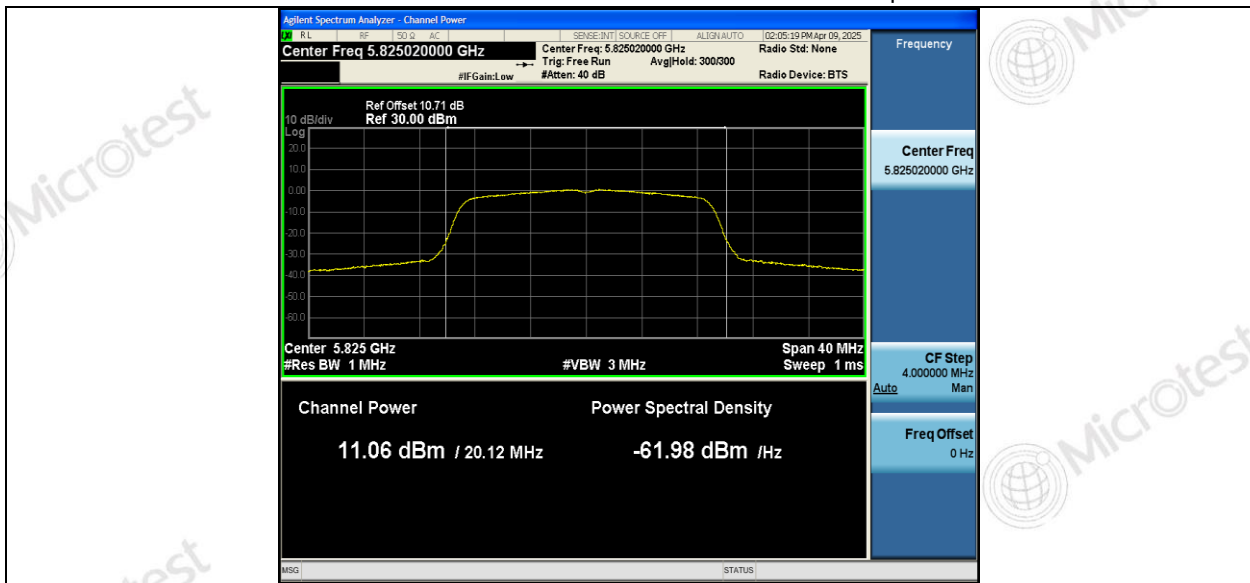 Agilent Spectrum Analyzer - Channel Power
RL RF 50 Ω AC SENSE:INT SOURCE OFF ALIGNAUTO 02:05:19 PM Apr 09, 2025
Center Freq 5.825020000 GHz
Center Freq: 5.825020000 GHz Radio Std: None
Trig: Free Run Avg|Hold: 300/300
#IFGain:Low #Atten: 40 dB Radio Device: BTS
Frequency
Ref Offset 10.71 dB
10 dB/div Ref 30.00 dBm
Log
20.0
10.0
0.00
-10.0
-20.0
-30.0
-40.0
-50.0
-60.0
Center 5.825 GHz Span 40 MHz
#Res BW 1 MHz #VBW 3 MHz Sweep 1 ms
Channel Power Power Spectral Density
11.06 dBm / 20.12 MHz -61.98 dBm /Hz
Center Freq
5.825020000 GHz
CF Step
4.000000 MHz
Auto Man
Freq Offset
0 Hz
MSG STATUS
Microtest
Microtest